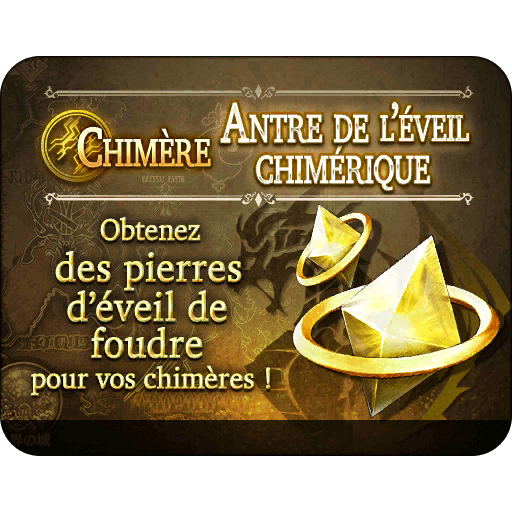 CHIMÈRE
ANTRE DE L'ÉVEIL
CHIMÉRIQUE
Obtenez
des pierres
d'éveil de
foudre
pour vos chimères !